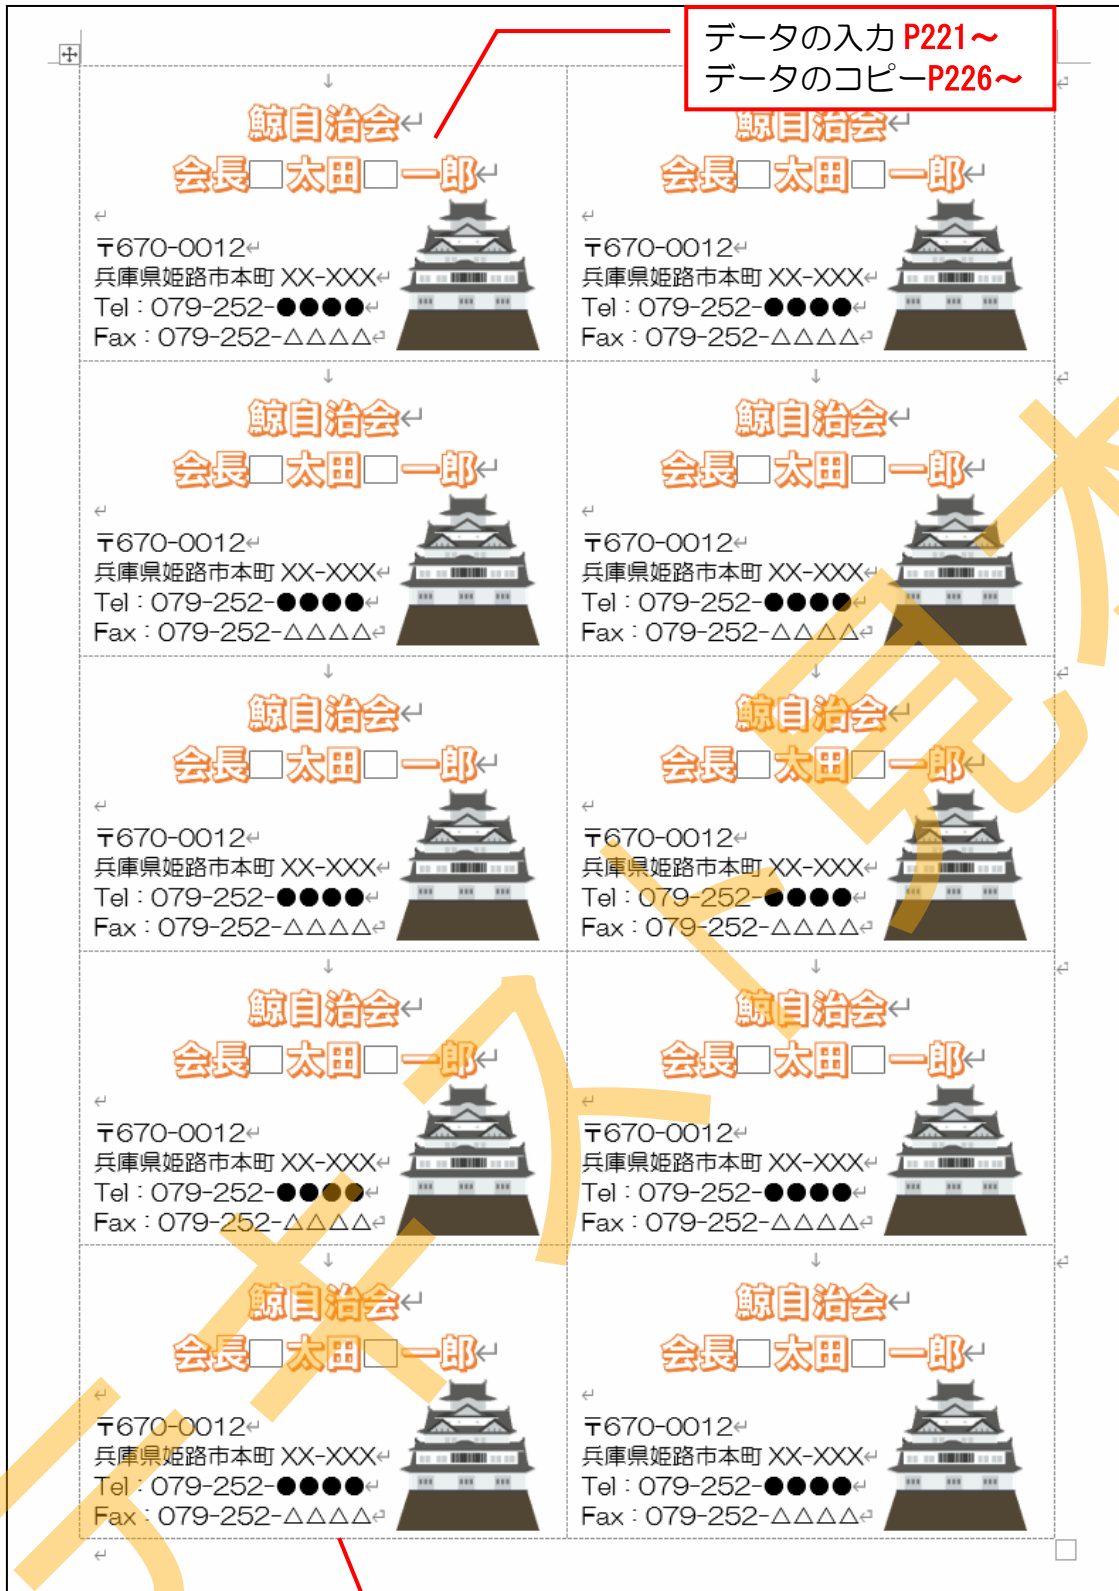 データの入力 P221～
データのコピーP226～
鯨自治会
会長□太田□一郎
〒670-0012
兵庫県姫路市本町 XX-XXX
Tel：079-252-●●●●
Fax：079-252-△△△△
鯨自治会
会長□太田□一郎
〒670-0012
兵庫県姫路市本町 XX-XXX
Tel：079-252-●●●●
Fax：079-252-△△△△
鯨自治会
会長□太田□一郎
〒670-0012
兵庫県姫路市本町 XX-XXX
Tel：079-252-●●●●
Fax：079-252-△△△△
鯨自治会
会長□太田□一郎
〒670-0012
兵庫県姫路市本町 XX-XXX
Tel：079-252-●●●●
Fax：079-252-△△△△
鯨自治会
会長□太田□一郎
〒670-0012
兵庫県姫路市本町 XX-XXX
Tel：079-252-●●●●
Fax：079-252-△△△△
鯨自治会
会長□太田□一郎
〒670-0012
兵庫県姫路市本町 XX-XXX
Tel：079-252-●●●●
Fax：079-252-△△△△
鯨自治会
会長□太田□一郎
〒670-0012
兵庫県姫路市本町 XX-XXX
Tel：079-252-●●●●
Fax：079-252-△△△△
鯨自治会
会長□太田□一郎
〒670-0012
兵庫県姫路市本町 XX-XXX
Tel：079-252-●●●●
Fax：079-252-△△△△
鯨自治会
会長□太田□一郎
〒670-0012
兵庫県姫路市本町 XX-XXX
Tel：079-252-●●●●
Fax：079-252-△△△△
鯨自治会
会長□太田□一郎
〒670-0012
兵庫県姫路市本町 XX-XXX
Tel：079-252-●●●●
Fax：079-252-△△△△
テキスト見本